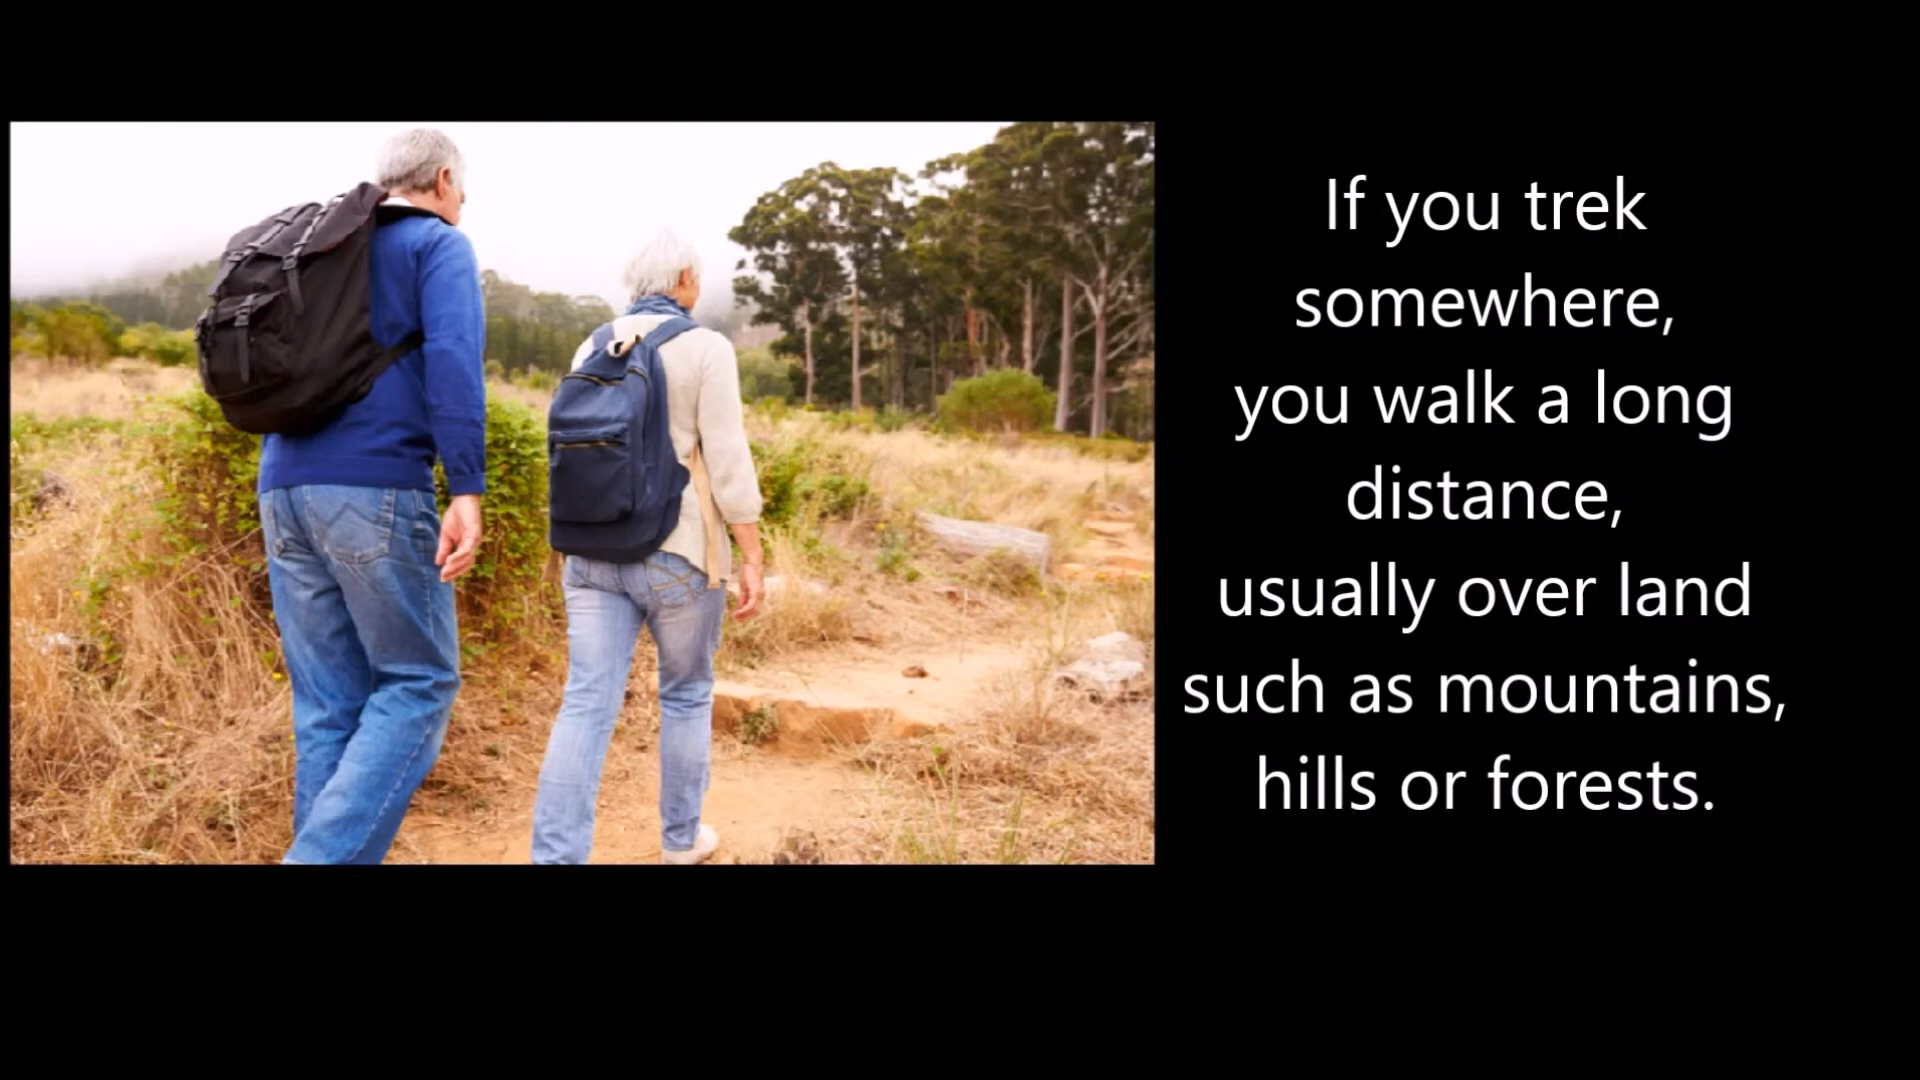 If you trek
somewhere,
you walk a long
distance,
usually over land
such as mountains,
hills or forests.